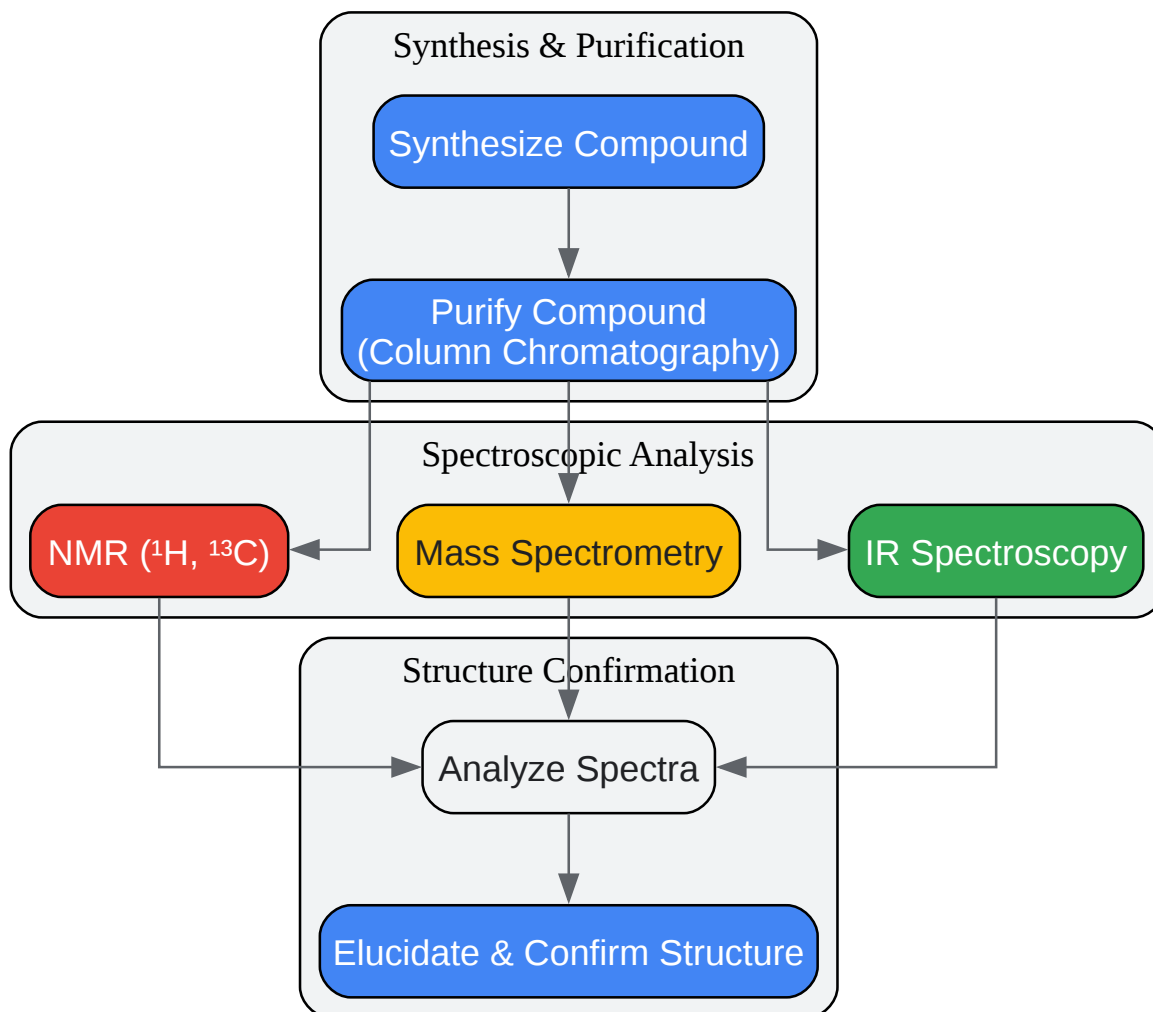 Synthesis & Purification
Synthesize Compound
Purify Compound
(Column Chromatography)
Spectroscopic Analysis
NMR (¹H, ¹³C)
Mass Spectrometry
IR Spectroscopy
Structure Confirmation
Analyze Spectra
Elucidate & Confirm Structure